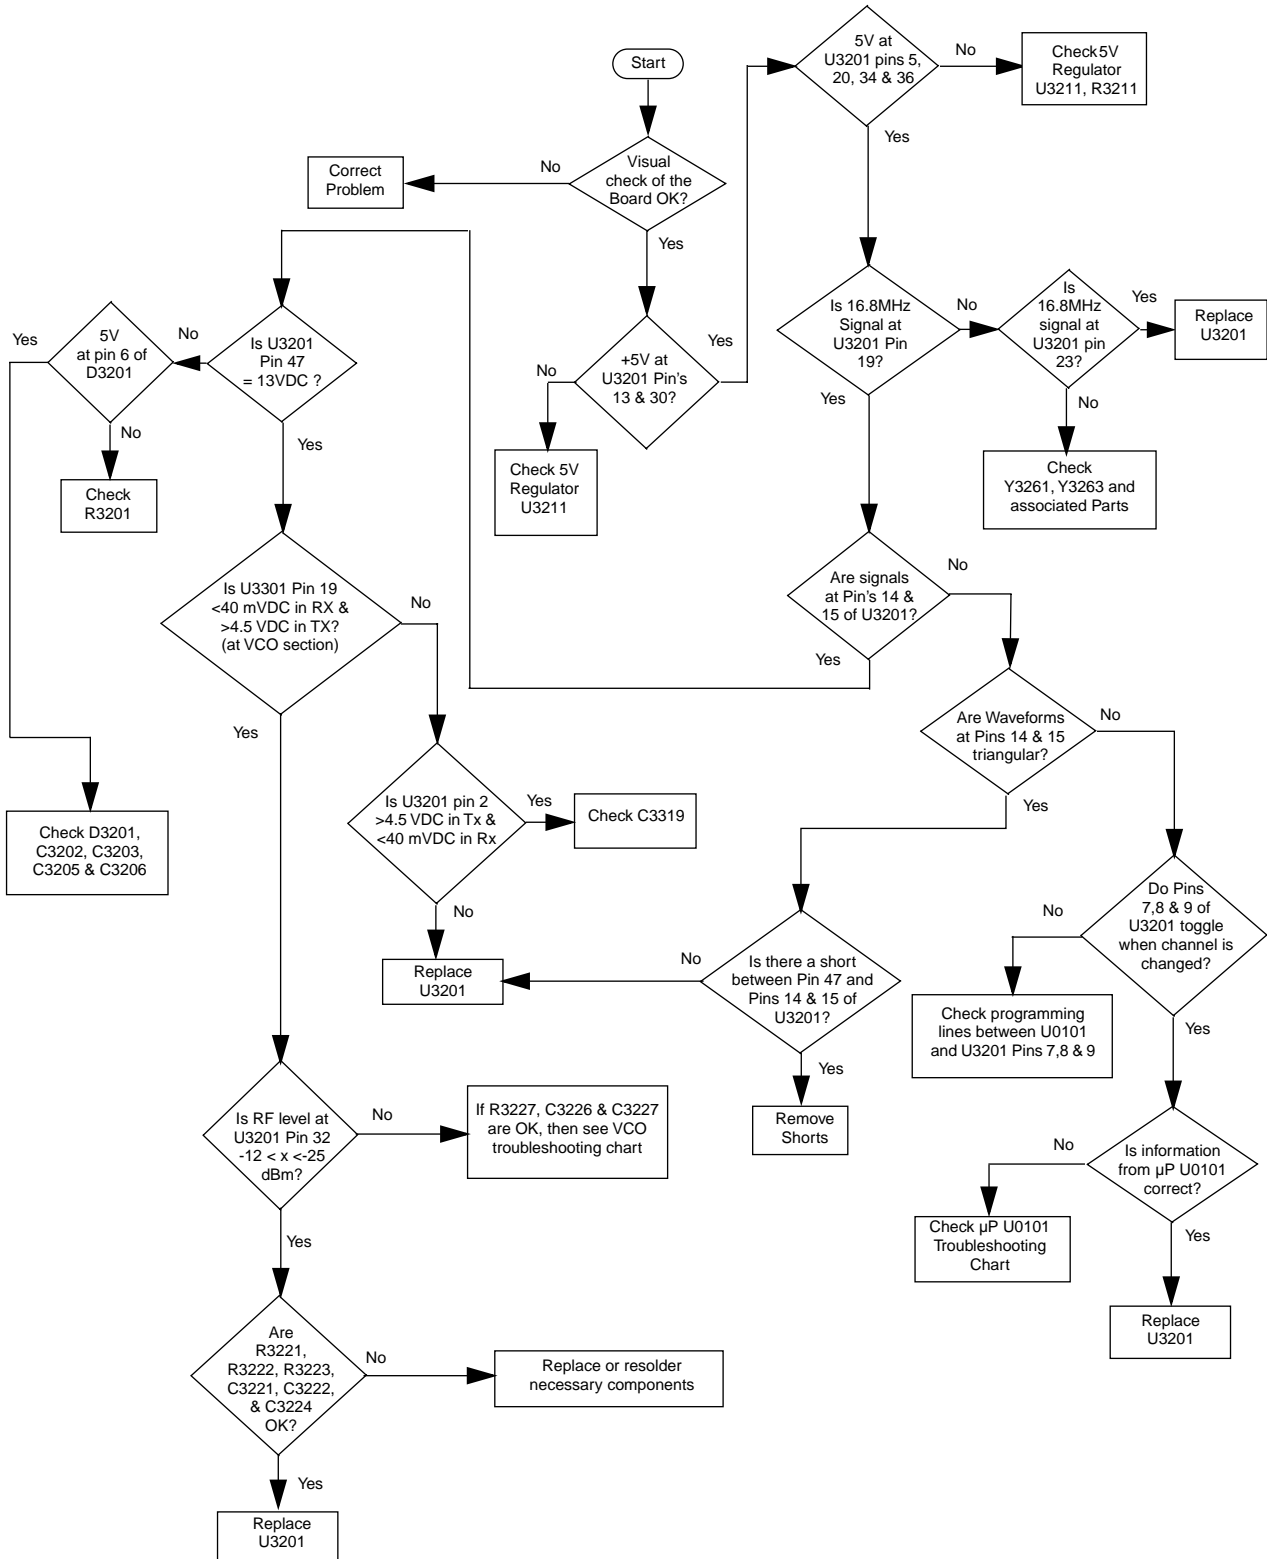 Start
5V at
U3201 pins 5,
20, 34 & 36
No
Check 5V
Regulator
U3211, R3211
Yes
Visual
check of the
Board OK?
No
Correct
Problem
Yes
+5V at
U3201 Pin's
13 & 30?
Yes
No
Check 5V
Regulator
U3211
Is 16.8MHz
Signal at
U3201 Pin
19?
No
Is
16.8MHz
signal at
U3201 pin
23?
Yes
Replace
U3201
No
Check
Y3261, Y3263 and
associated Parts
Yes
Is U3201
Pin 47
= 13VDC ?
No
5V
at pin 6 of
D3201
Yes
No
Check
R3201
Yes
Are signals
at Pin's 14 &
15 of U3201?
No
Yes
Is U3301 Pin 19
<40 mVDC in RX &
>4.5 VDC in TX?
(at VCO section)
No
Yes
Are Waveforms
at Pins 14 & 15
triangular?
No
Yes
Is U3201 pin 2
>4.5 VDC in Tx &
<40 mVDC in Rx
Yes
Check C3319
No
Replace
U3201
Check D3201,
C3202, C3203,
C3205 & C3206
Is there a short
between Pin 47 and
Pins 14 & 15 of
U3201?
No
Yes
Remove
Shorts
Do Pins
7,8 & 9 of
U3201 toggle
when channel is
changed?
No
Check programming
lines between U0101
and U3201 Pins 7,8 & 9
Yes
Is RF level at
U3201 Pin 32
-12 < x <-25
dBm?
No
If R3227, C3226 & C3227
are OK, then see VCO
troubleshooting chart
Yes
Is information
from µP U0101
correct?
No
Check µP U0101
Troubleshooting
Chart
Yes
Replace
U3201
Are
R3221,
R3222, R3223,
C3221, C3222,
& C3224
OK?
No
Replace or resolder
necessary components
Yes
Replace
U3201